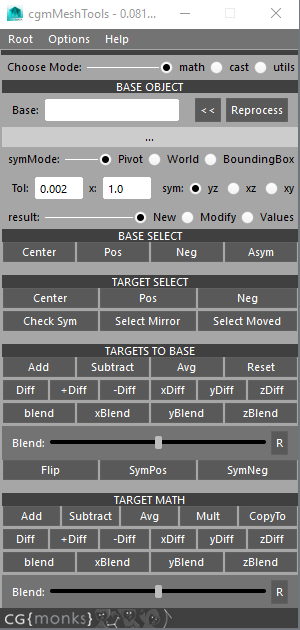 cgmMeshTools - 0.081...
Root Options Help
Choose Mode: math cast utils
BASE OBJECT
Base: << Reprocess
...
symMode: Pivot World BoundingBox
Tol: 0.002 x: 1.0 sym: yz xz xy
result: New Modify Values
BASE SELECT
Center Pos Neg Asym
TARGET SELECT
Center Pos Neg
Check Sym Select Mirror Select Moved
TARGETS TO BASE
Add Subtract Avg Reset
Diff +Diff -Diff xDiff yDiff zDiff
blend xBlend yBlend zBlend
Blend: R
Flip SymPos SymNeg
TARGET MATH
Add Subtract Avg Mult CopyTo
Diff +Diff -Diff xDiff yDiff zDiff
blend xBlend yBlend zBlend
Blend: R
CG{monks}